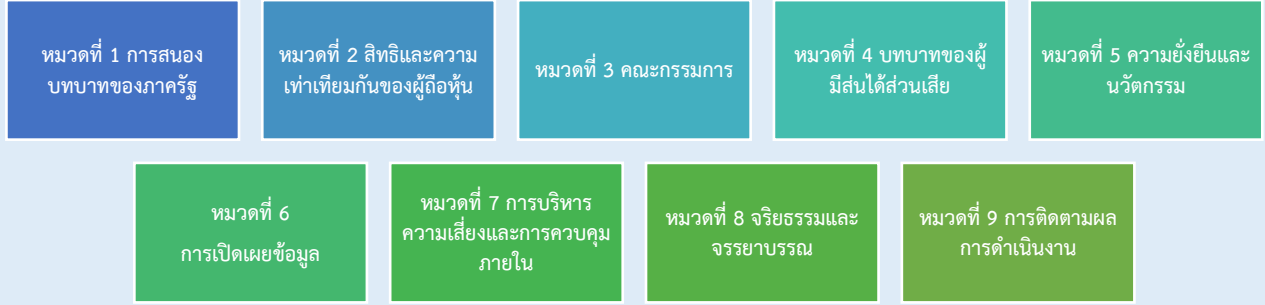 หมวดที่ 1 การสนอง
บทบาทของภาครัฐ
หมวดที่ 2 สิทธิและความ
เท่าเทียมกันของผู้ถือหุ้น
หมวดที่ 3 คณะกรรมการ
หมวดที่ 4 บทบาทของผู้
มีส่นได้ส่วนเสีย
หมวดที่ 5 ความยั่งยืนและ
นวัตกรรม
หมวดที่ 6
การเปิดเผยข้อมูล
หมวดที่ 7 การบริหาร
ความเสี่ยงและการควบคุม
ภายใน
หมวดที่ 8 จริยธรรมและ
จรรยาบรรณ
หมวดที่ 9 การติดตามผล
การดำเนินงาน